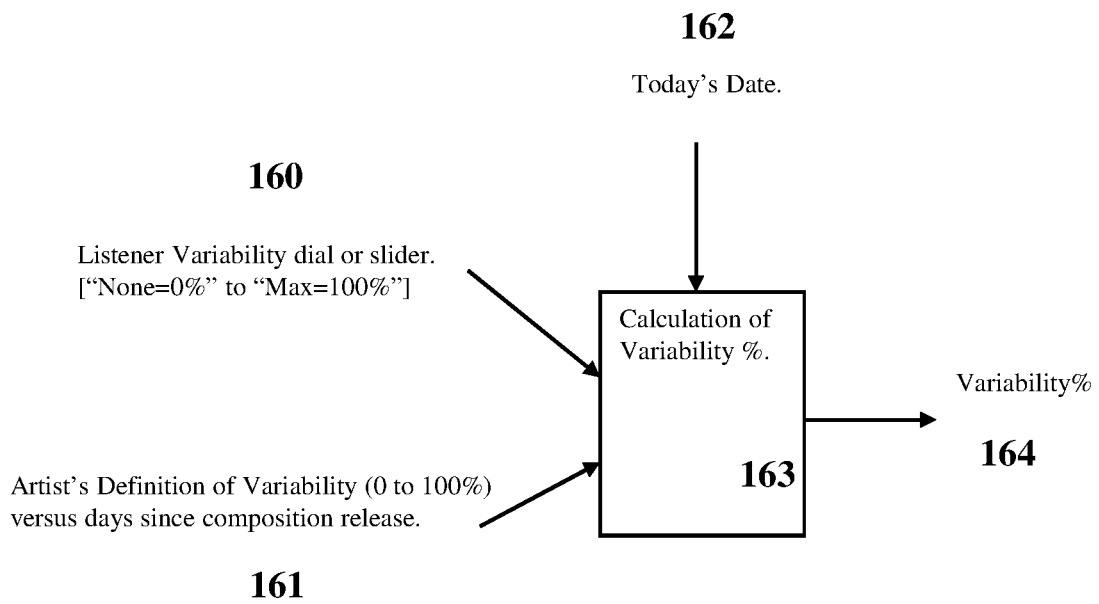 162
Today's Date.
160
Listener Variability dial or slider.
[“None=0%” to “Max=100%”]
Calculation of
Variability %.
163
Variability%
164
Artist's Definition of Variability (0 to 100%)
versus days since composition release.
161